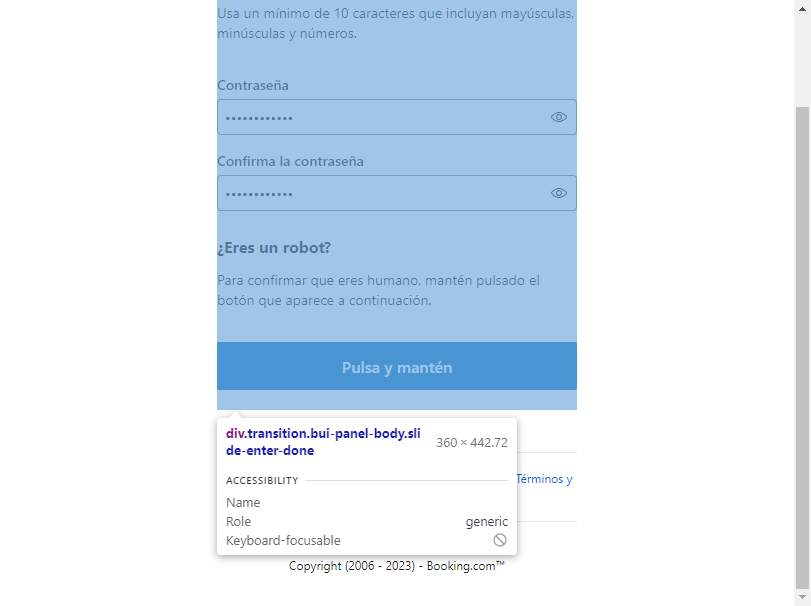 Usa un mínimo de 10 caracteres que incluyan mayúsculas,
minúsculas y números.
Contraseña
••••••••••••
Confirma la contraseña
••••••••••••
¿Eres un robot?
Para confirmar que eres humano, mantén pulsado el
botón que aparece a continuación.
Pulsa y mantén
div.transition.bui-panel-body.sli
de-enter-done
360 × 442.72
ACCESSIBILITY
Name
Role generic
Keyboard-focusable
Términos y
Copyright (2006 - 2023) - Booking.com™